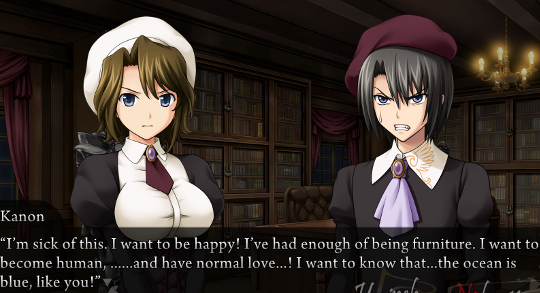 Kanon
“I’m sick of this. I want to be happy! I’ve had enough of being furniture. I want to
become human, ......and have normal love...! I want to know that...the ocean is
blue, like you!”